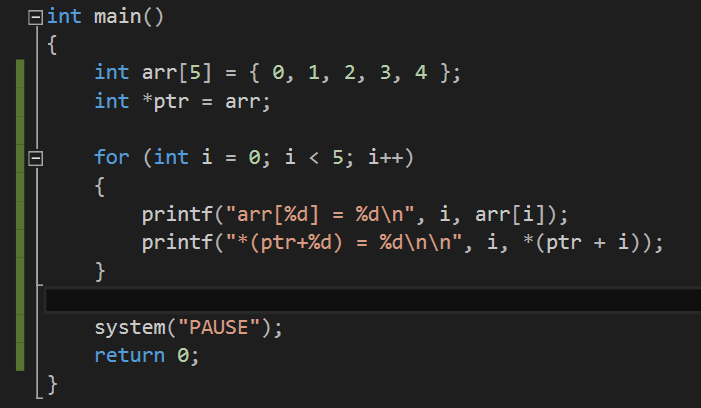 int main()
{
int arr[5] = { 0, 1, 2, 3, 4 };
int *ptr = arr;
for (int i = 0; i < 5; i++)
{
printf("arr[%d] = %d\n", i, arr[i]);
printf("*(ptr+%d) = %d\n\n", i, *(ptr + i));
}
system("PAUSE");
return 0;
}